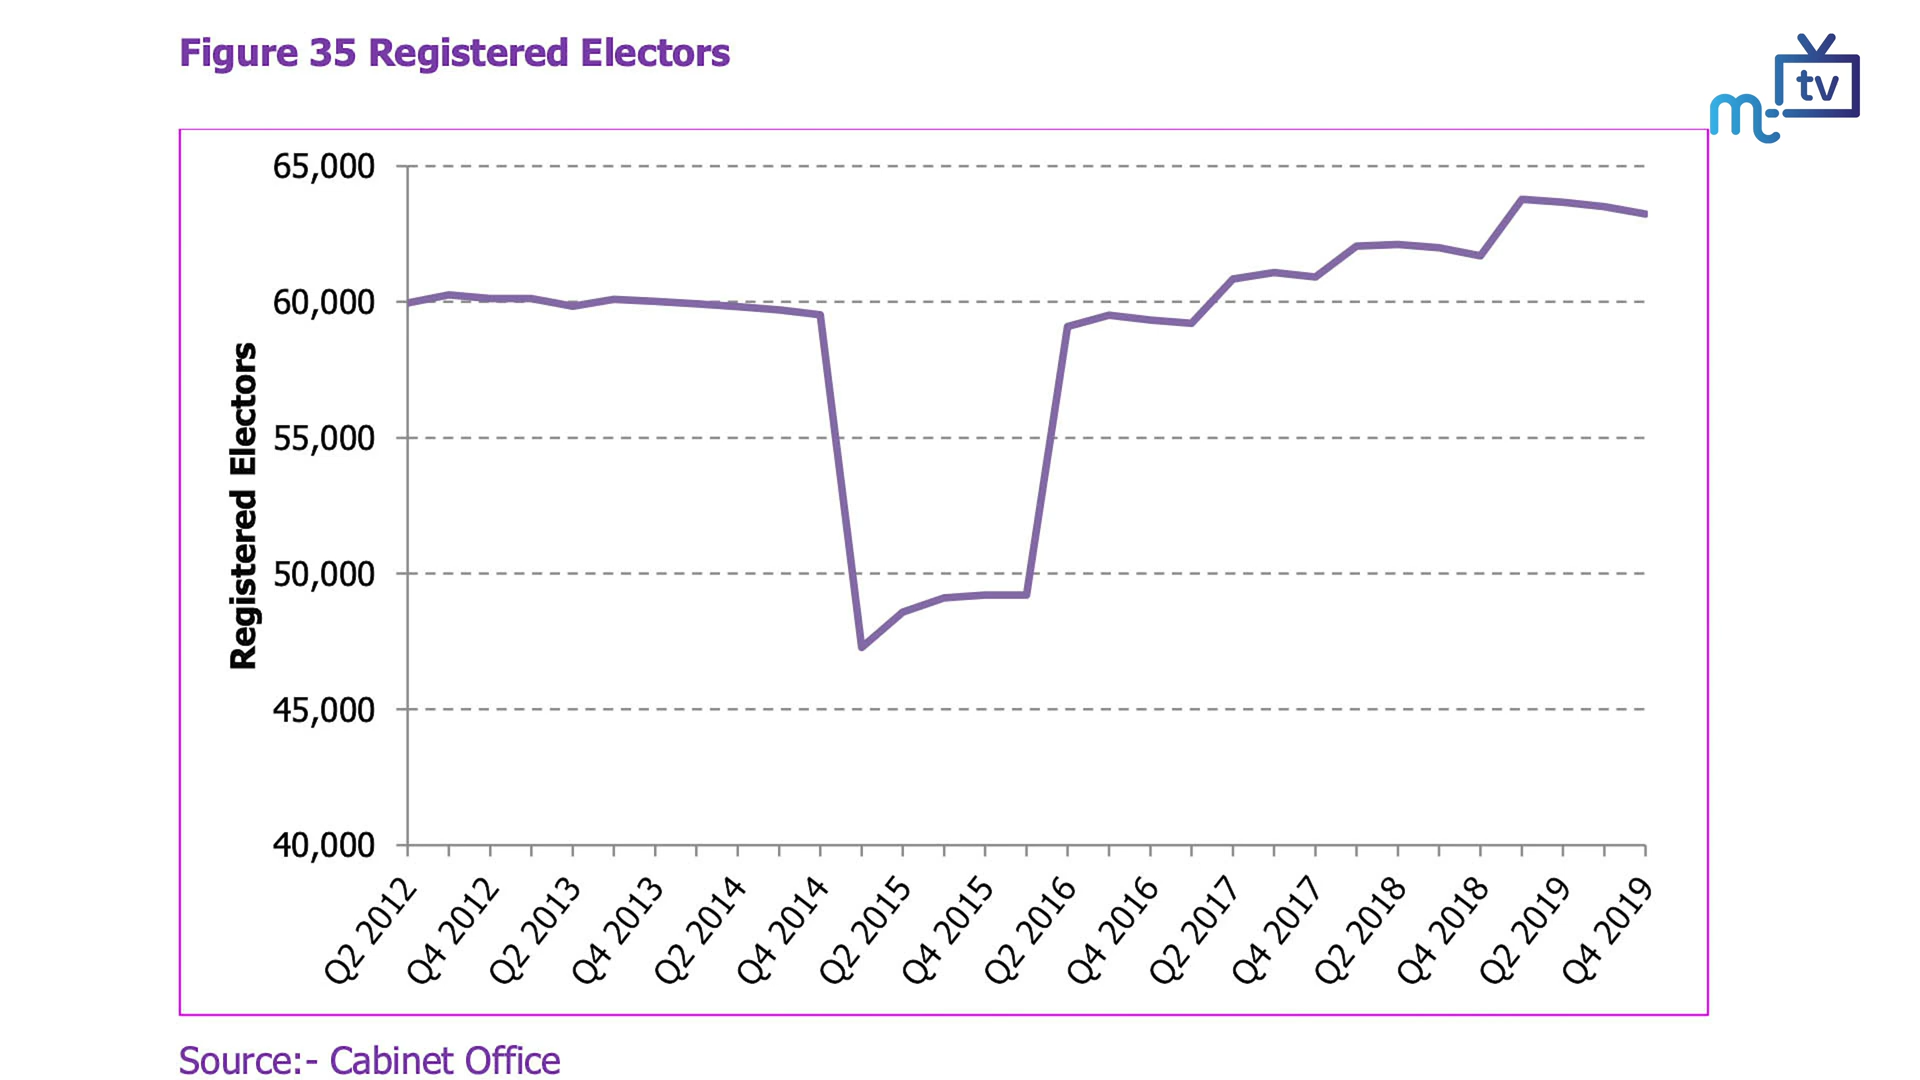 Figure 35 Registered Electors
m:tv
65,000
60,000
55,000
50,000
45,000
40,000
Registered Electors
Q2 2012
Q4 2012
Q2 2013
Q4 2013
Q2 2014
Q4 2014
Q2 2015
Q4 2015
Q2 2016
Q4 2016
Q2 2017
Q4 2017
Q2 2018
Q4 2018
Q2 2019
Q4 2019
Source:- Cabinet Office